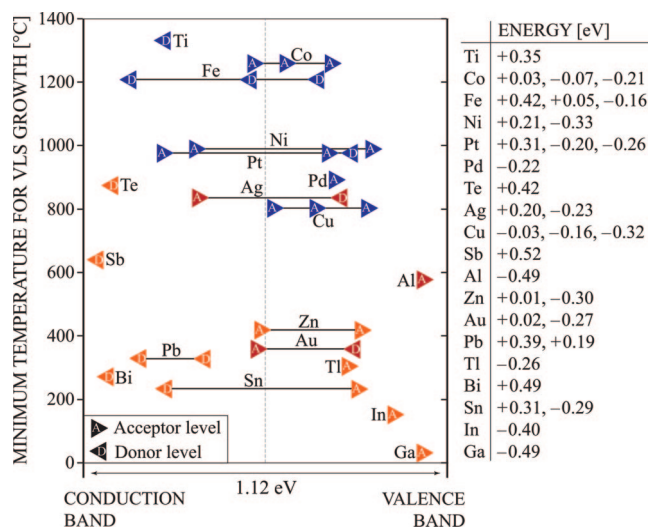 MINIMUM TEMPERATURE FOR VLS GROWTH [°C]
1400
1200
1000
800
600
400
200
0
Ti
Co
Fe
Ni
Pt
Pd
Te
Ag
Cu
Sb
Al
Zn
Au
Pb
Tl
Bi
Sn
In
Ga
A Acceptor level
D Donor level
1.12 eV
CONDUCTION
BAND
VALENCE
BAND
ENERGY [eV]
Ti +0.35
Co +0.03, −0.07, −0.21
Fe +0.42, +0.05, −0.16
Ni +0.21, −0.33
Pt +0.31, −0.20, −0.26
Pd −0.22
Te +0.42
Ag +0.20, −0.23
Cu −0.03, −0.16, −0.32
Sb +0.52
Al −0.49
Zn +0.01, −0.30
Au +0.02, −0.27
Pb +0.39, +0.19
Tl −0.26
Bi +0.49
Sn +0.31, −0.29
In −0.40
Ga −0.49